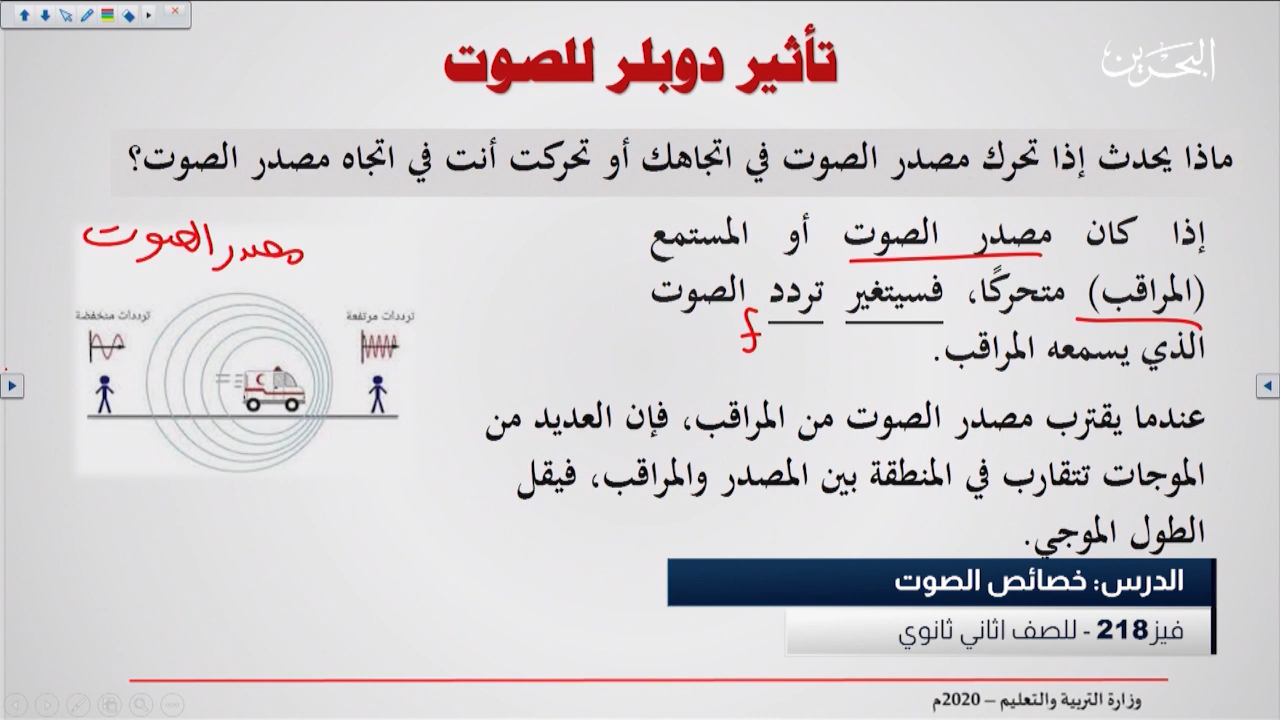 البحرين
تأثير دوبلر للصوت
ماذا يحدث إذا تحرك مصدر الصوت في اتجاهك أو تحركت أنت في اتجاه مصدر الصوت؟
إذا كان مصدر الصوت أو المستمع
(المراقب) متحركًا، فسيتغير تردد الصوت
f
الذي يسمعه المراقب.
عندما يقترب مصدر الصوت من المراقب، فإن العديد من
الموجات تتقارب في المنطقة بين المصدر والمراقب، فيقل
الطول الموجي.
مصدر الصوت
ترددات مرتفعة
ترددات منخفضة
الدرس: خصائص الصوت
فيز218 - للصف اثاني ثانوي
وزارة التربية والتعليم – 2020م